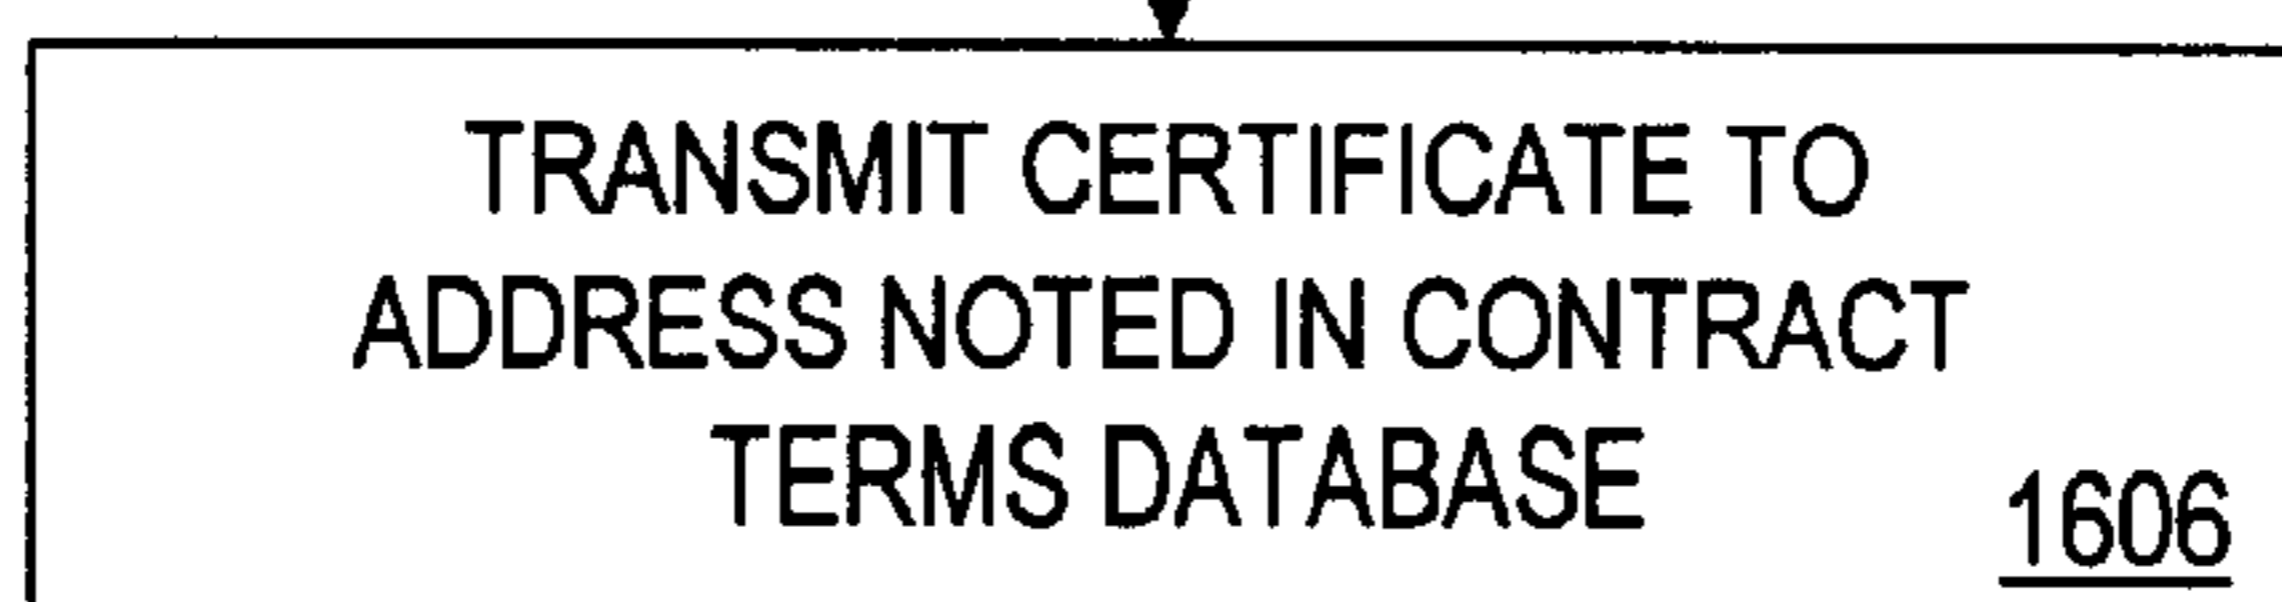 TRANSMIT CERTIFICATE TO
ADDRESS NOTED IN CONTRACT
TERMS DATABASE
1606